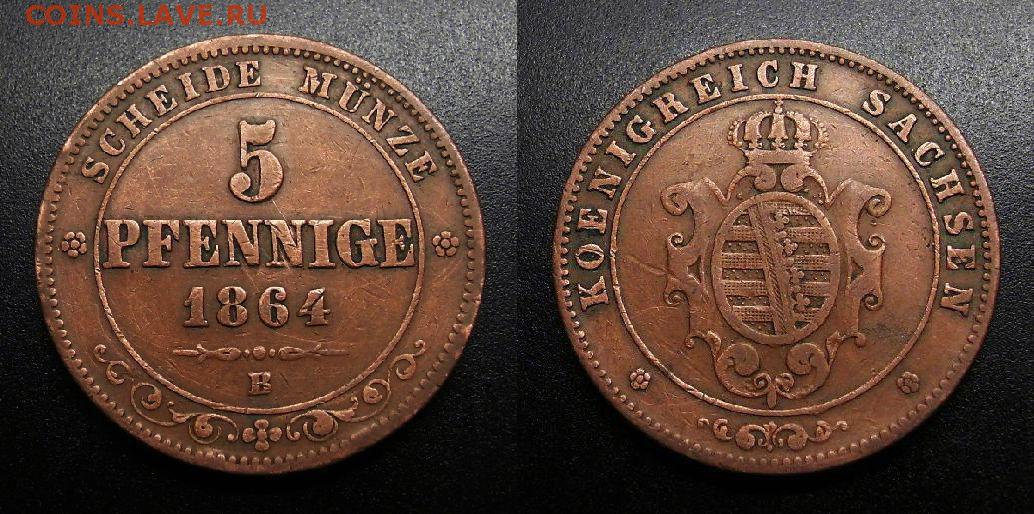 COINS.LAVE.RU
SCHEIDE MÜNZE
5
PFENNIGE
1864
B
KOENIGREICH SACHSEN